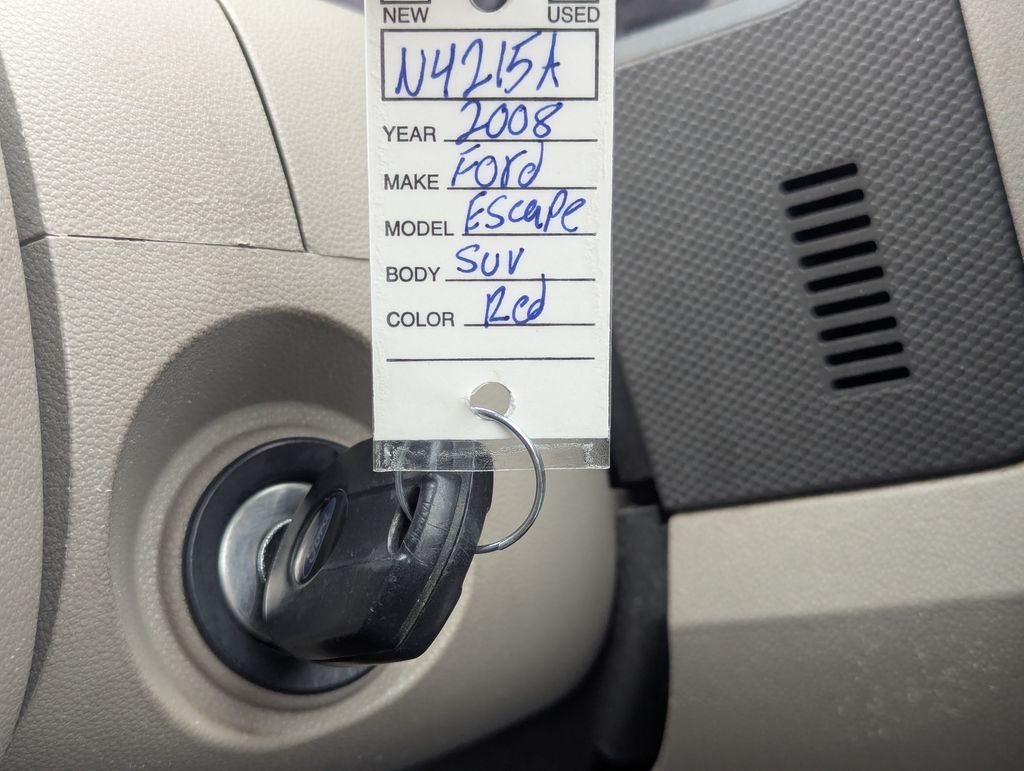 NEW USED
N4215A
YEAR 2008
MAKE Ford
MODEL Escape
BODY SUV
COLOR Red